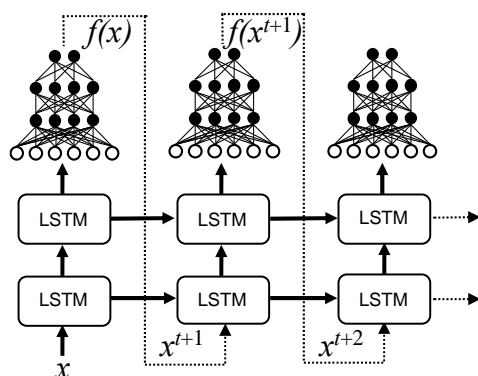 f(x) f(x^{t+1})
LSTM LSTM LSTM
LSTM LSTM LSTM
x x^{t+1} x^{t+2}